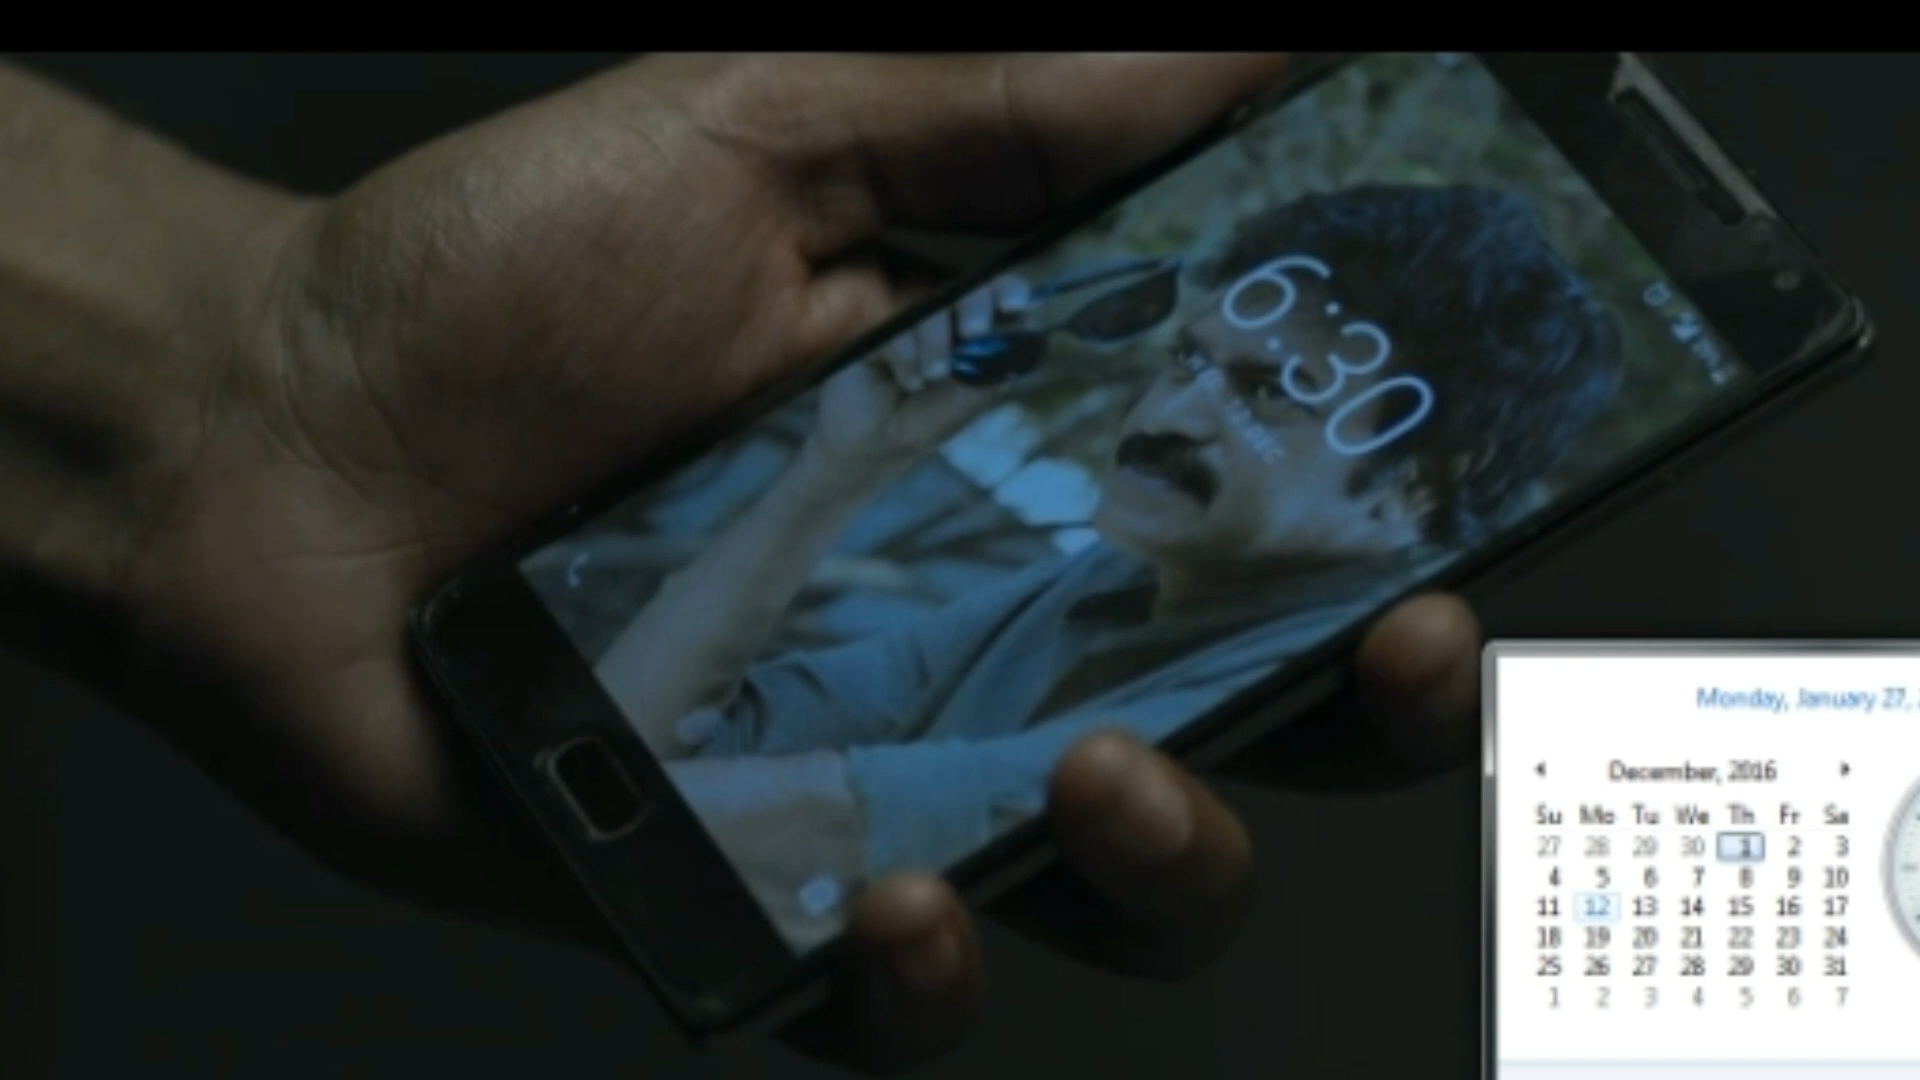 6:30
Monday, January 27,
December, 2016
Su Mo Tu We Th Fr Sa
27 28 29 30 1 2 3
4 5 6 7 8 9 10
11 12 13 14 15 16 17
18 19 20 21 22 23 24
25 26 27 28 29 30 31
1 2 3 4 5 6 7